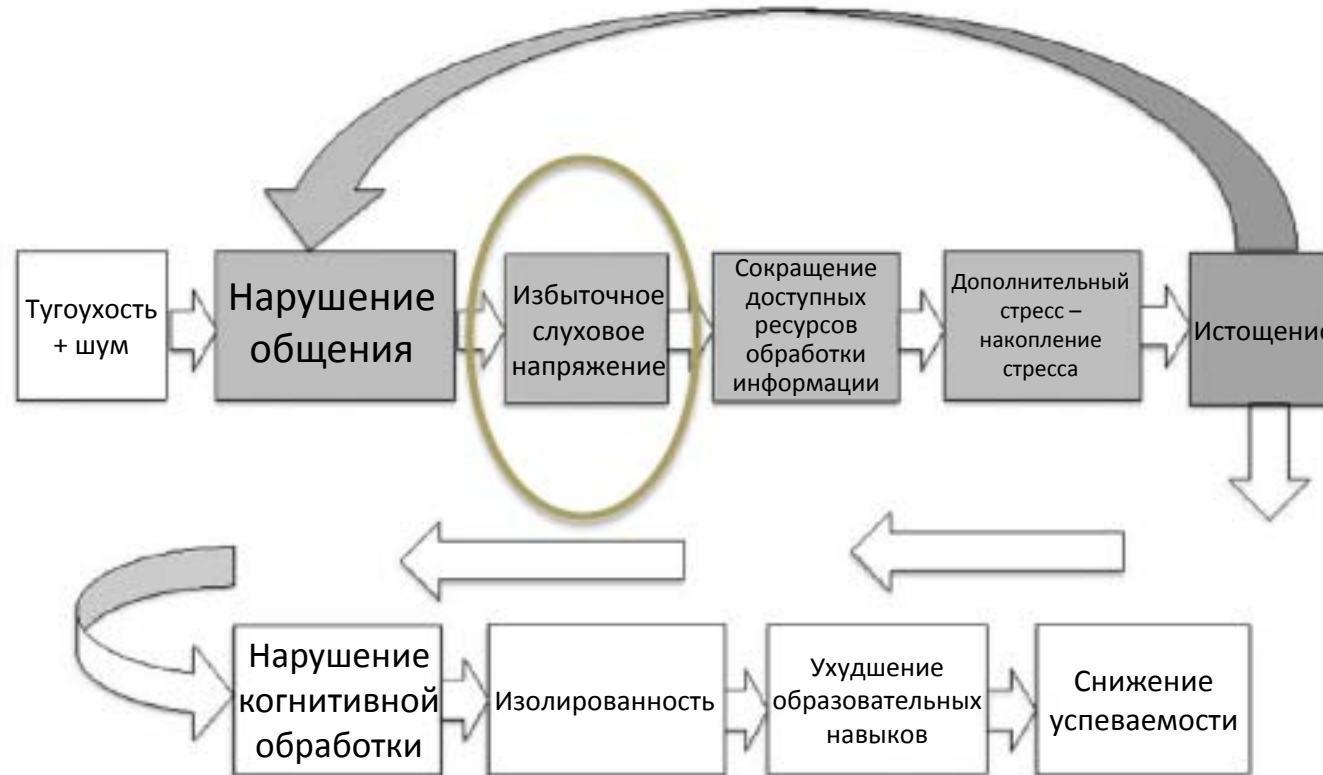 Тугоухость
+ шум
Нарушение
общения
Избыточное
слуховое
напряжение
Сокращение
доступных
ресурсов
обработки
информации
Дополнительный
стресс –
накопление
стресса
Истощение
Нарушение
когнитивной
обработки
Изолированность
Ухудшение
образовательных
навыков
Снижение
успеваемости